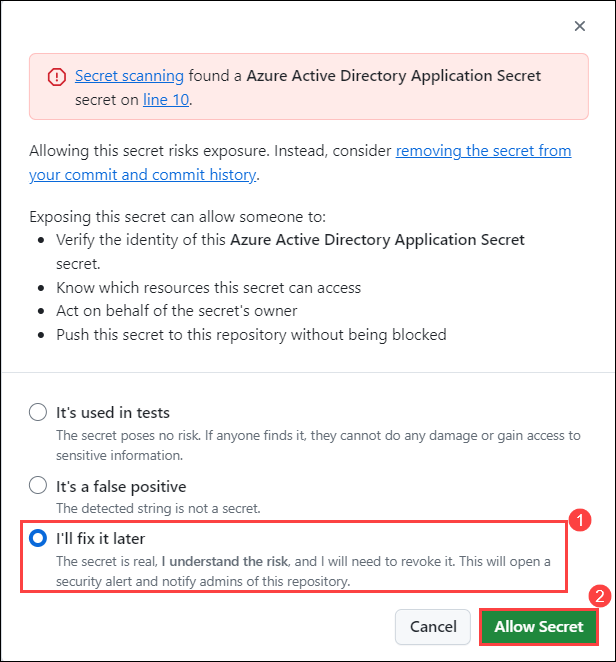 Secret scanning found a Azure Active Directory Application Secret
secret on line 10.
Allowing this secret risks exposure. Instead, consider removing the secret from
your commit and commit history.
Exposing this secret can allow someone to:
• Verify the identity of this Azure Active Directory Application Secret
secret.
• Know which resources this secret can access
• Act on behalf of the secret's owner
• Push this secret to this repository without being blocked
It's used in tests
The secret poses no risk. If anyone finds it, they cannot do any damage or gain access to
sensitive information.
It's a false positive
The detected string is not a secret.
1
I'll fix it later
The secret is real, I understand the risk, and I will need to revoke it. This will open a
security alert and notify admins of this repository.
2
Cancel Allow Secret